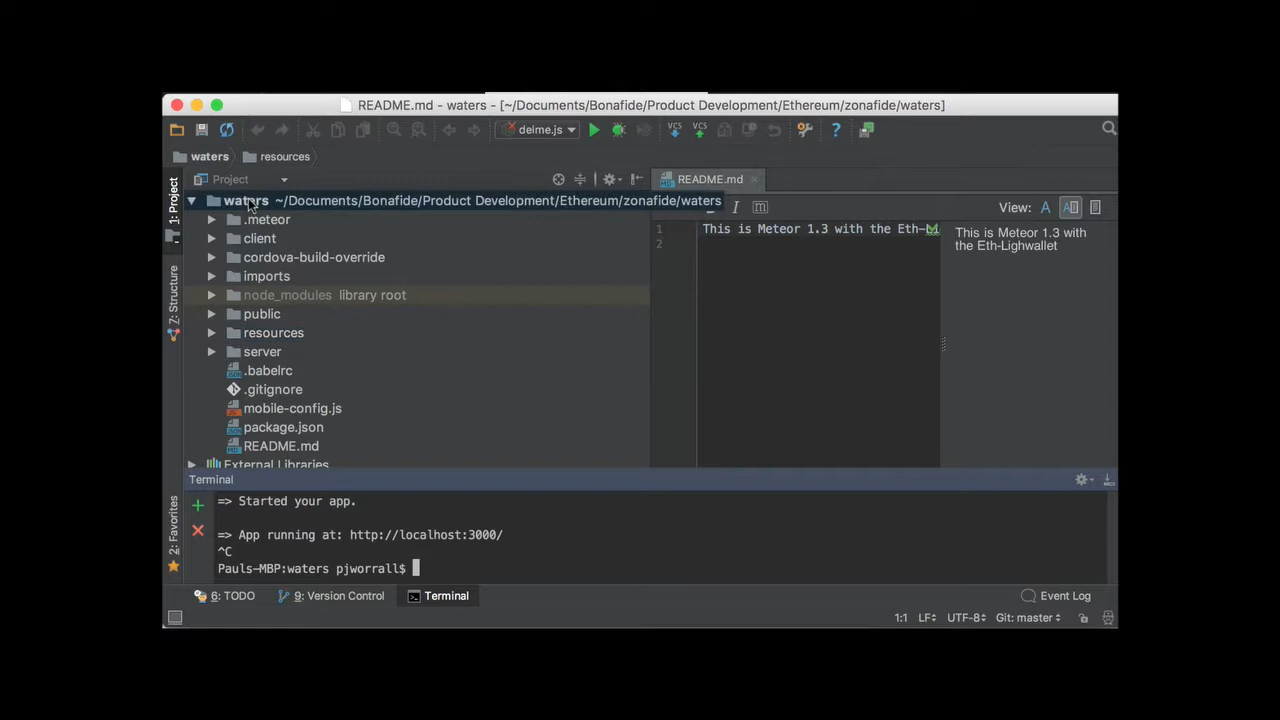 README.md - waters - [~/Documents/Bonafide/Product Development/Ethereum/zonafide/waters]
delme.js
VCS VCS
waters resources
Project README.md
1: Project
7: Structure
2: Favorites
waters ~/Documents/Bonafide/Product Development/Ethereum/zonafide/waters
.meteor
client
cordova-build-override
imports
node_modules library root
public
resources
server
.babelrc
.gitignore
mobile-config.js
package.json
README.md
External Libraries
View:
1 This is Meteor 1.3 with the
2
This is Meteor 1.3 with
the Eth-Lighwallet
Terminal
=> Started your app.
=> App running at: http://localhost:3000/
^C
Pauls-MBP:waters pjworrall$
6: TODO 9: Version Control Terminal Event Log
1:1 LF UTF-8 Git: master